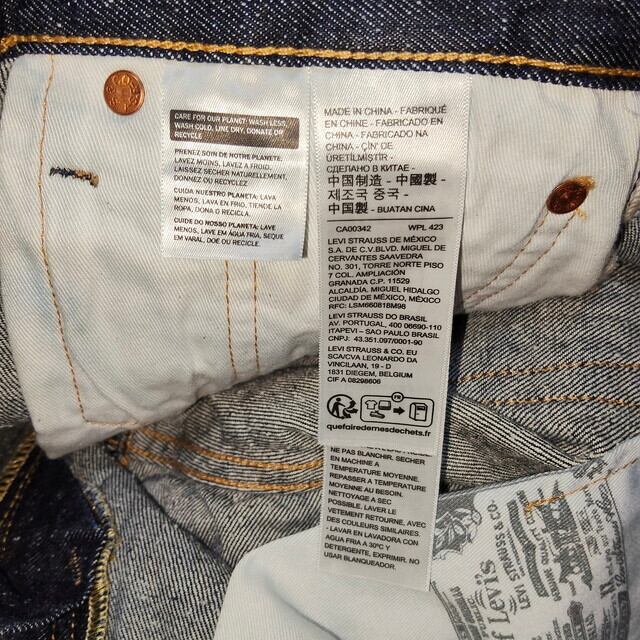 CARE FOR OUR PLANET: WASH LESS,
WASH COLD, LINE DRY, DONATE OR
RECYCLE
PRENEZ SOIN DE NOTRE PLANÈTE:
LAVEZ MOINS, LAVEZ A FROID,
LAISSEZ SÉCHER NATURELLEMENT,
DONNEZ OU RECYCLEZ
CUIDA NUESTRO PLANETA: LAVA
MENOS, LAVA EN FRIO, TIENDE LA
ROPA, DONA O RECICLA.
CUIDE DO NOSSO PLANETA: LAVE
MENOS, LAVE EM ÁGUA FRIA, SEQUE
EM VARAL, DOE OU RECICLE.
MADE IN CHINA - FABRIQUÉ
EN CHINE - FABRICADO EN
CHINA - FABRICADO NA
CHINA - ÇİN' DE
ÜRETİLMİŞTİR -
СДЕЛАНО В КИТАЕ -
中国制造 - 中國製 -
제조국 중국 -
中国製 - BUATAN CINA
CA00342 WPL 423
LEVI STRAUSS DE MÉXICO
S.A. DE C.V.BLVD. MIGUEL DE
CERVANTES SAAVEDRA
NO. 301, TORRE NORTE PISO
7 COL. AMPLIACIÓN
GRANADA C.P. 11529
ALCALDÍA. MIGUEL HIDALGO
CIUDAD DE MÉXICO, MÉXICO
RFC: LSM660818M98
LEVI STRAUSS DO BRASIL
AV. PORTUGAL, 400 06690-110
ITAPEVI – SAO PAULO BRASIL
CNPJ: 43.351.097/0001-90
LEVI STRAUSS & CO. EU
SCA/CVA LEONARDO DA
VINCILAAN, 19 - D
1831 DIEGEM, BELGIUM
CIF A 08298606
FR
quefairedemesdechets.fr
NE PAS BLANCHIR. SECHER
EN MACHINE A
TEMPERATURE MOYENNE.
REPASSER A TEMPERATURE
MOYENNE AU BESOIN.
NETTOYAGE A SEC
POSSIBLE. LAVER LE
VETEMENT RETOURNE, AVEC
DES COULEURS SIMILAIRES.
- LAVAR EN LAVADORA CON
AGUA FRIA A 30ºC Y
DETERGENTE, EXPRIMIR. NO
USAR BLANQUEADOR.
LEVI STRAUSS & CO.
Levi's